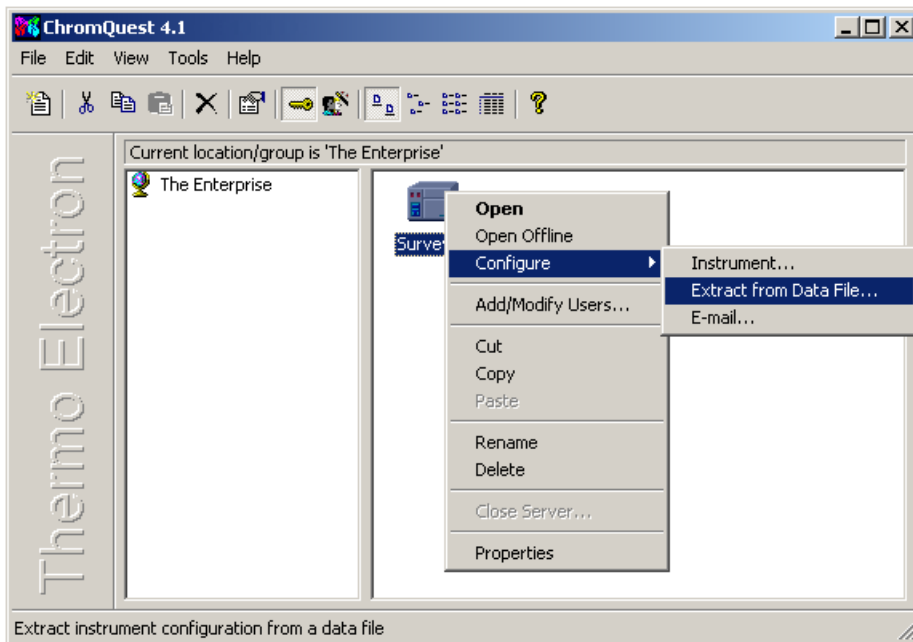 ChromQuest 4.1
File Edit View Tools Help
Current location/group is 'The Enterprise'
Thermo Electron
The Enterprise
Open
Open Offline
Configure
Add/Modify Users...
Cut
Copy
Paste
Rename
Delete
Close Server...
Properties
Instrument...
Extract from Data File...
E-mail...
Extract instrument configuration from a data file